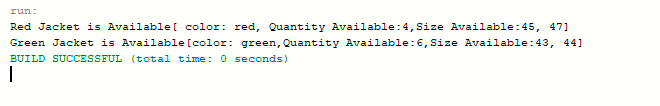 run:
Red Jacket is Available[ color: red, Quantity Available:4,Size Available:45, 47]
Green Jacket is Available[color: green,Quantity Available:6,Size Available:43, 44]
BUILD SUCCESSFUL (total time: 0 seconds)